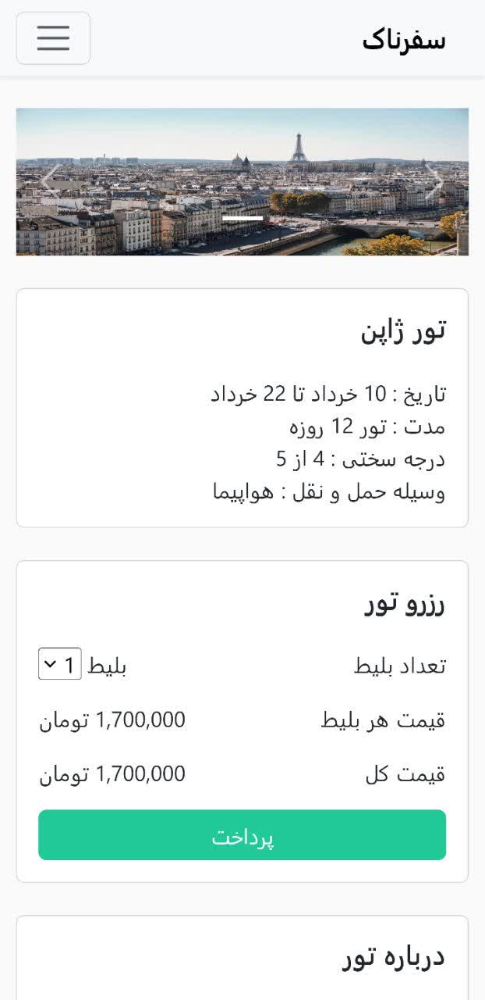 سفرناک
تور ژاپن
تاریخ : 10 خرداد تا 22 خرداد
مدت : تور 12 روزه
درجه سختی : 4 از 5
وسیله حمل و نقل : هواپیما
رزرو تور
تعداد بلیط 1 بلیط
قیمت هر بلیط 1,700,000 تومان
قیمت کل 1,700,000 تومان
پرداخت
درباره تور